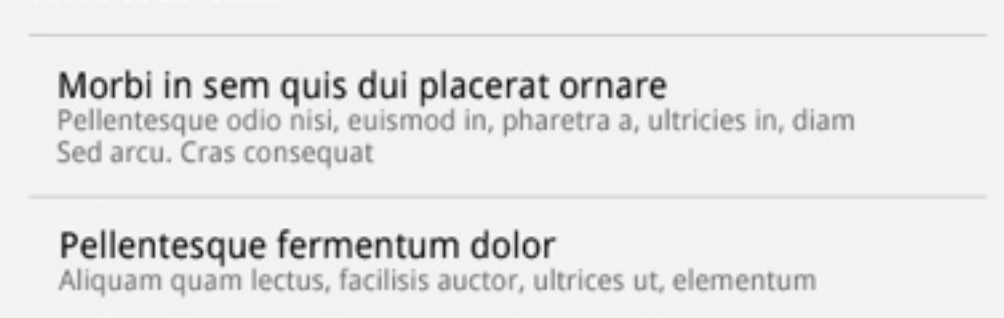 Morbi in sem quis dui placerat ornare
Pellentesque odio nisi, euismod in, pharetra a, ultricies in, diam
Sed arcu. Cras consequat
Pellentesque fermentum dolor
Aliquam quam lectus, facilisis auctor, ultrices ut, elementum